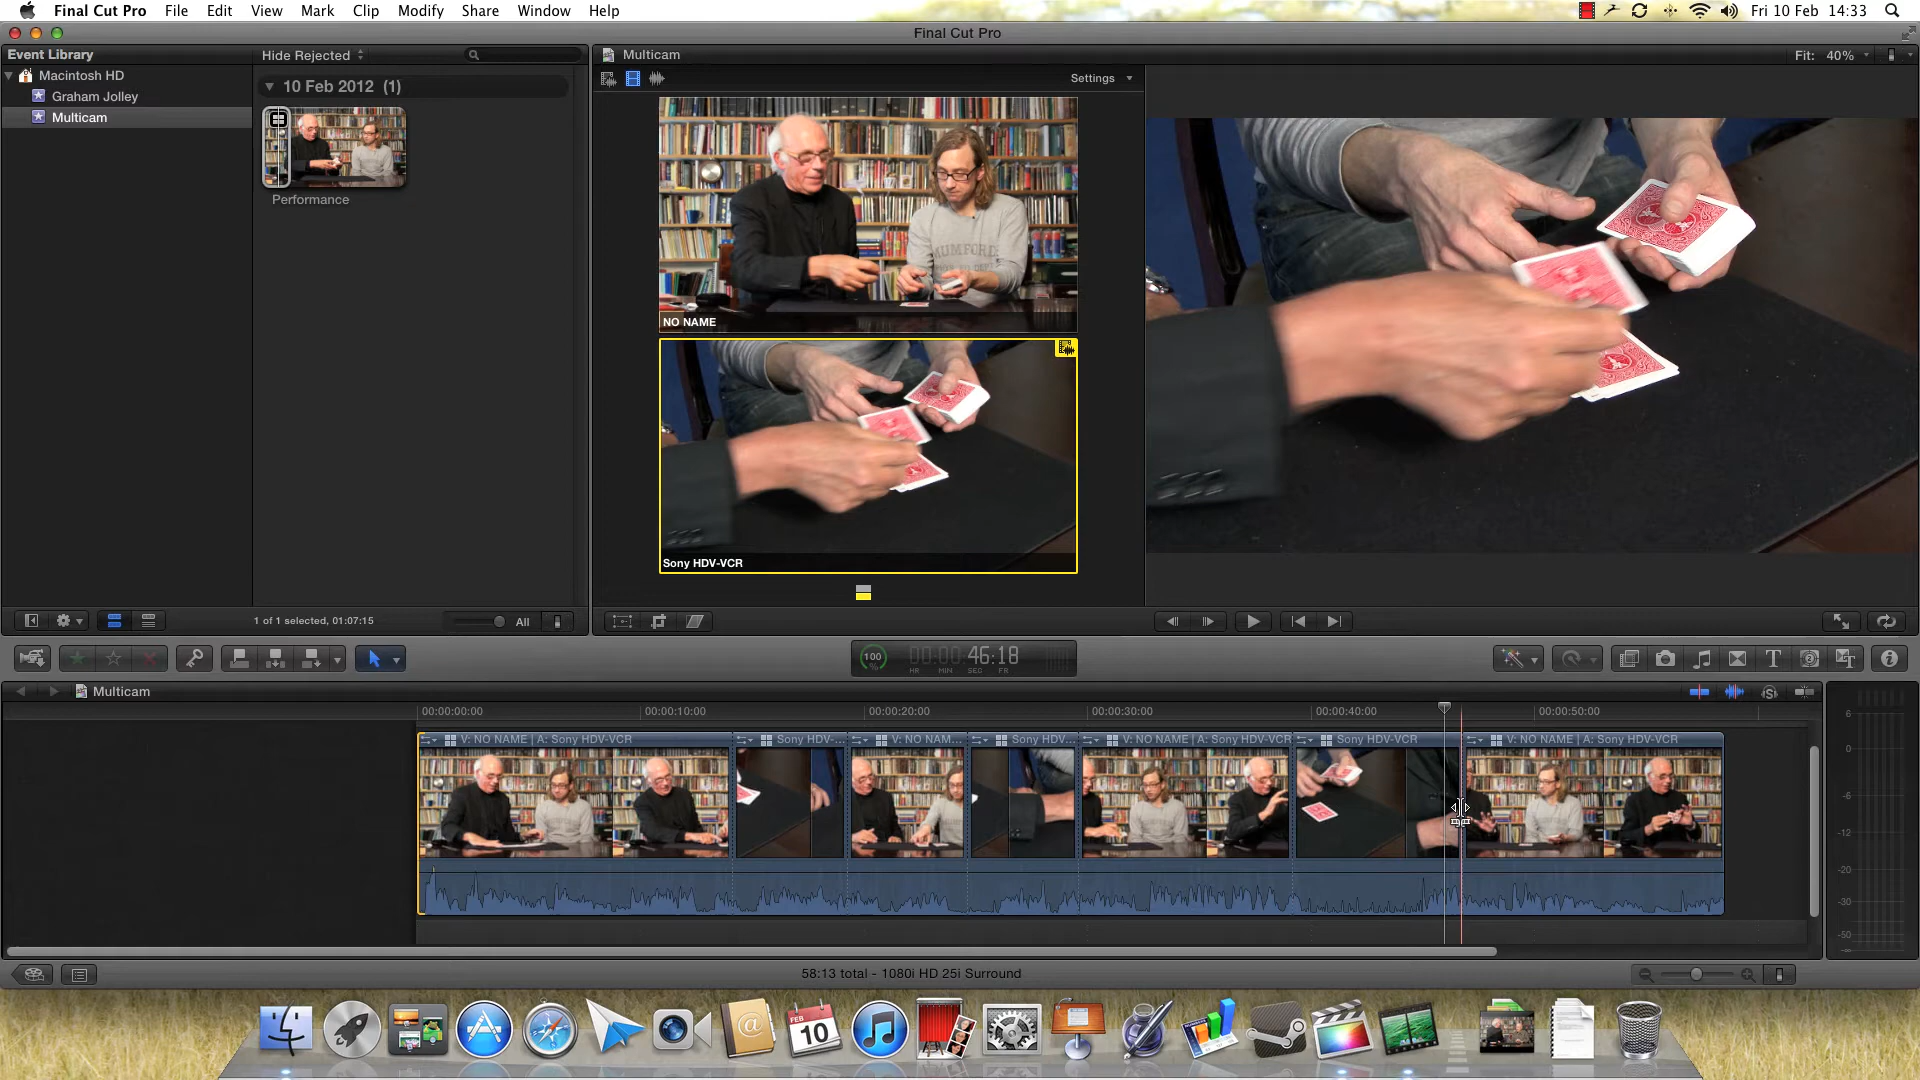 Final Cut Pro File Edit View Mark Clip Modify Share Window Help Fri 10 Feb 14:33
Final Cut Pro
Event Library Hide Rejected Multicam Fit: 40%
Macintosh HD
Graham Jolley
Multicam
10 Feb 2012 (1)
Performance
Settings
MUMFORD
NO NAME
Sony HDV-VCR
1 of 1 selected, 01:07:15 All
100 % 00:00:46:18
HR MIN SEC FR
Multicam
00:00:00:00 00:00:10:00 00:00:20:00 00:00:30:00 00:00:40:00 00:00:50:00
V: NO NAME | A: Sony HDV-VCR Sony HDV-... V: NO NAM... Sony HDV... V: NO NAME | A: Sony HDV-VCR Sony HDV-VCR V: NO NAME | A: Sony HDV-VCR
6
0
-6
-12
-20
-30
-50
-∞
58:13 total - 1080i HD 25i Surround
FEB
10